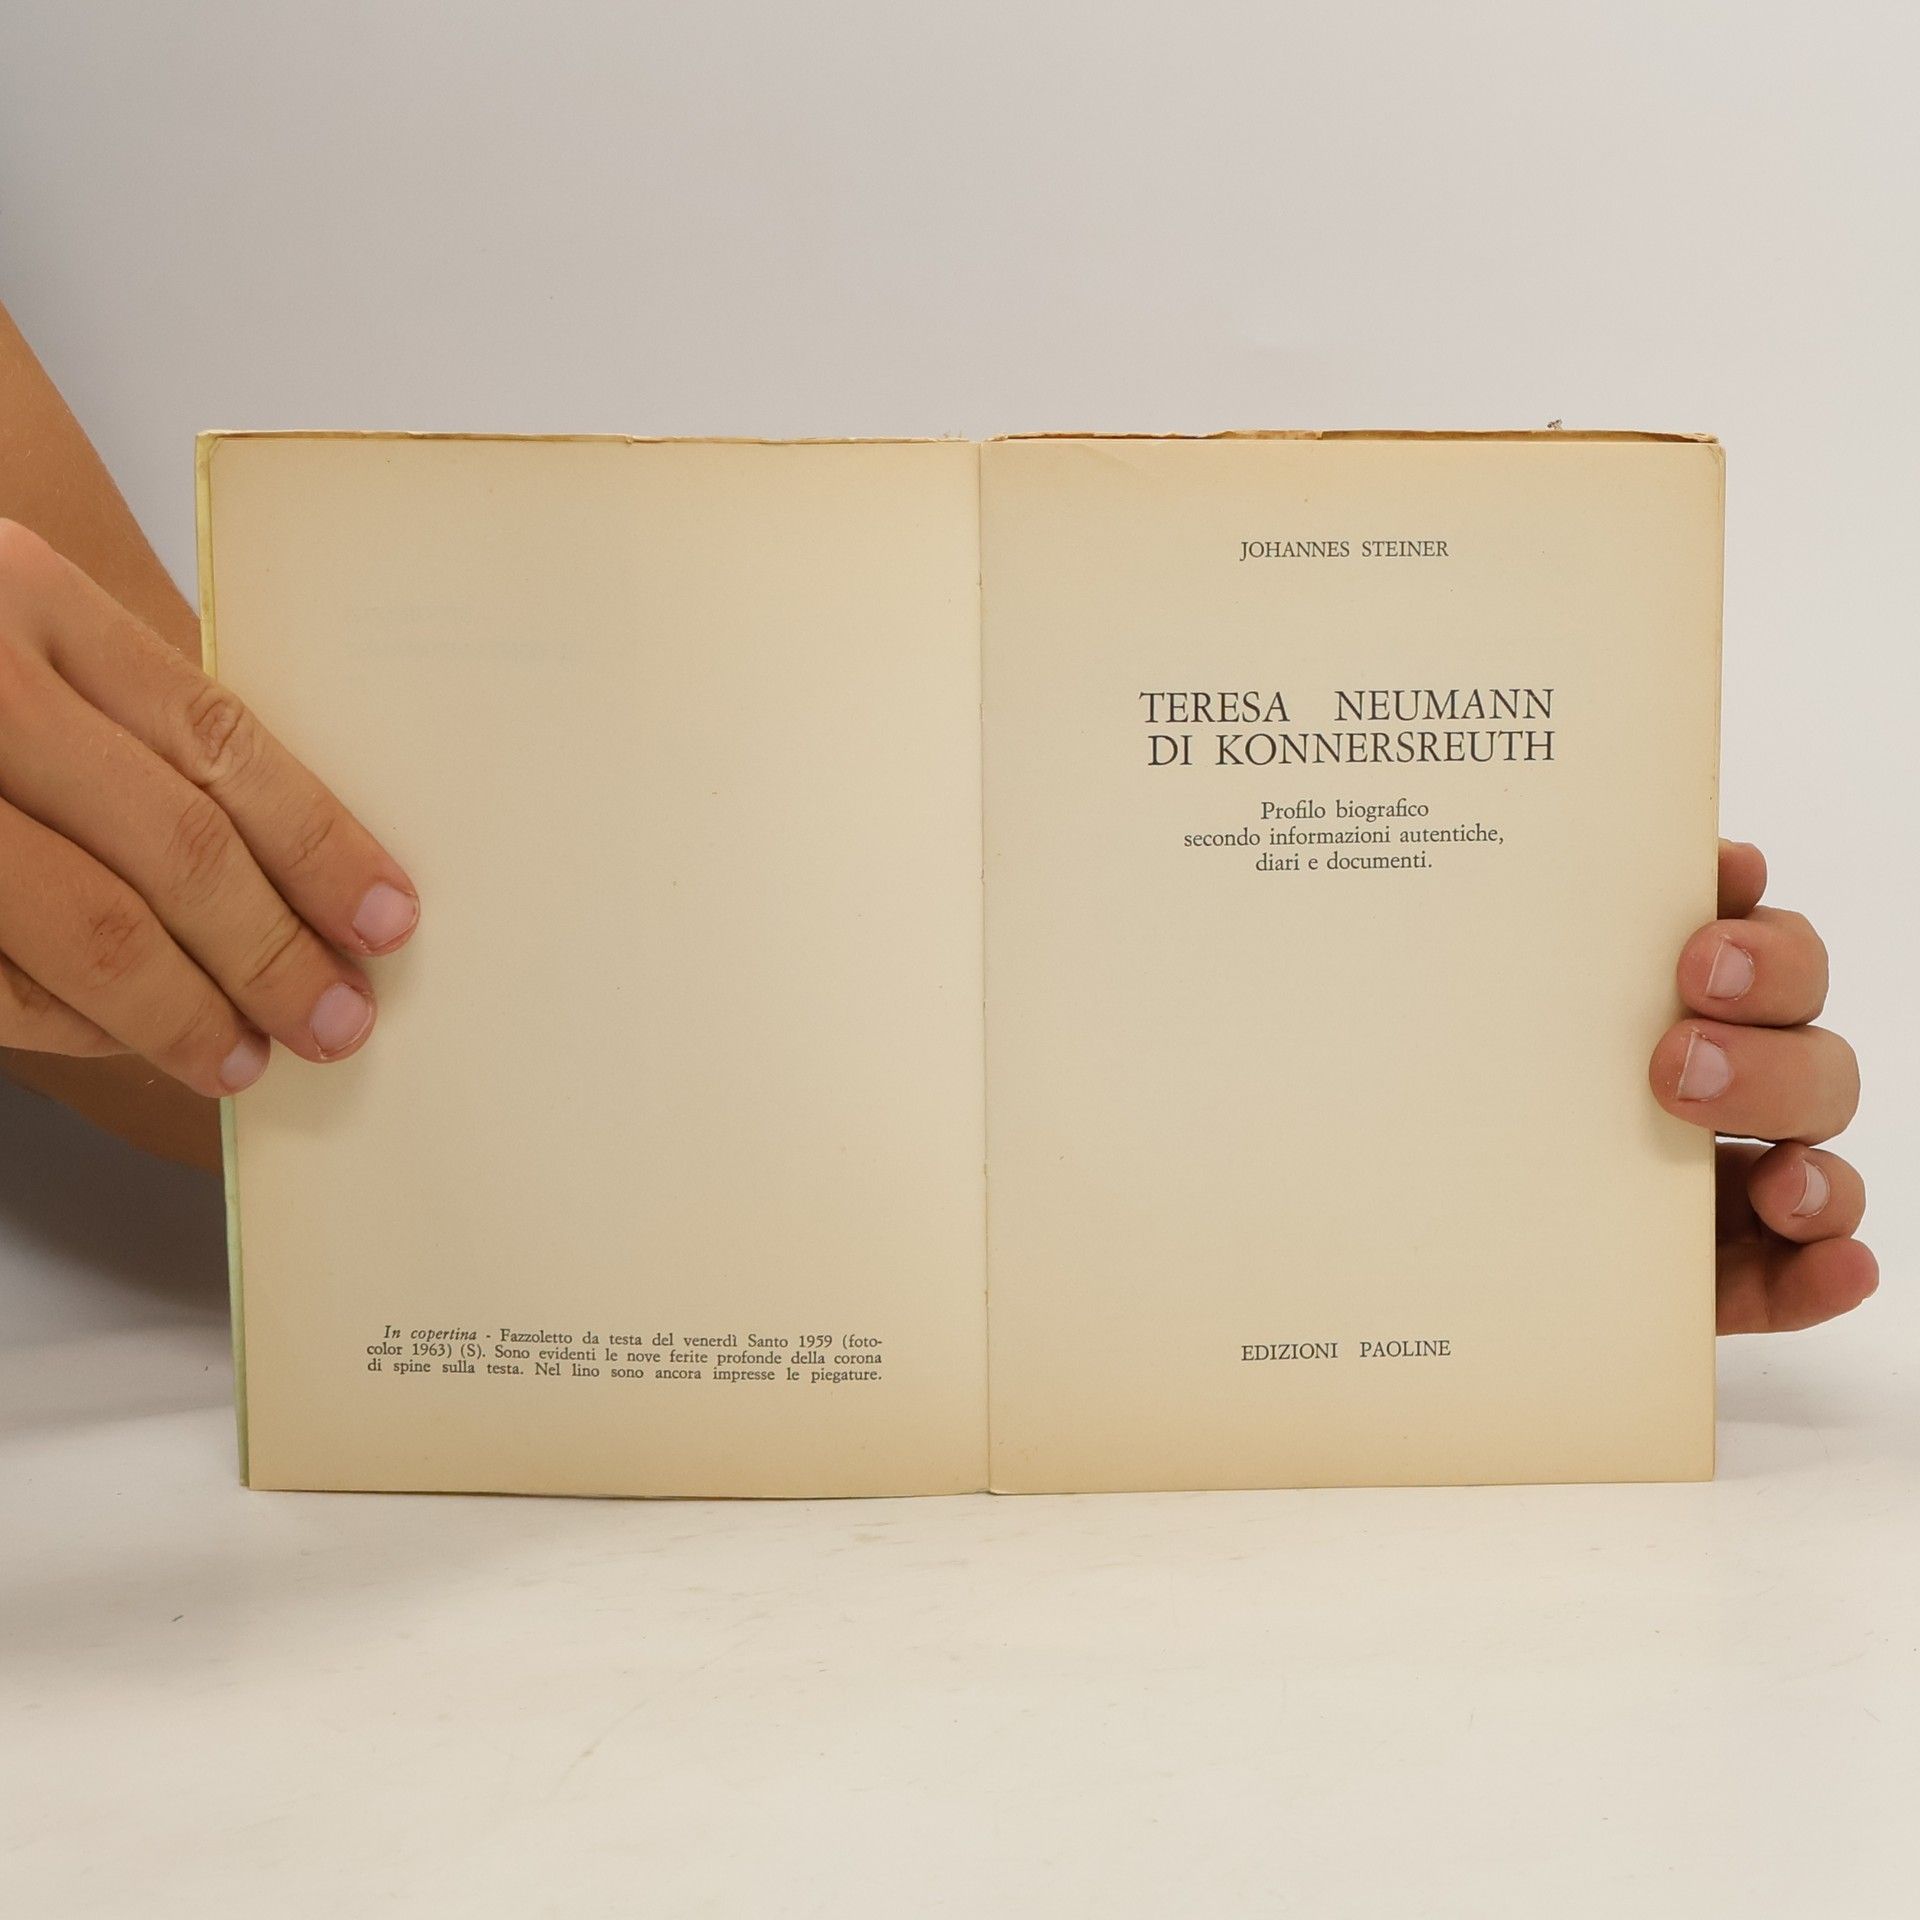 In copertina - Fazzoletto da testa del venerdì Santo 1959 (foto-
color 1963) (S). Sono evidenti le nove ferite profonde della corona
di spine sulla testa. Nel lino sono ancora impresse le piegature.
JOHANNES STEINER
TERESA NEUMANN
DI KONNERSREUTH
Profilo biografico
secondo informazioni autentiche,
diari e documenti.
EDIZIONI PAOLINE